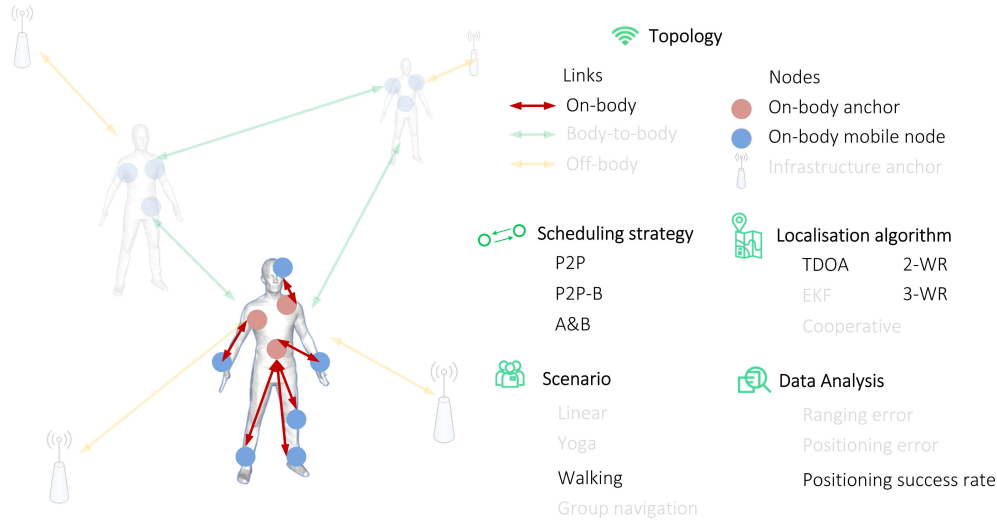 Topology
Links
On-body
Body-to-body
Off-body
Nodes
On-body anchor
On-body mobile node
Infrastructure anchor
Scheduling strategy
P2P
P2P-B
A&B
Localisation algorithm
TDOA 2-WR
EKF 3-WR
Cooperative
Scenario
Linear
Yoga
Walking
Group navigation
Data Analysis
Ranging error
Positioning error
Positioning success rate